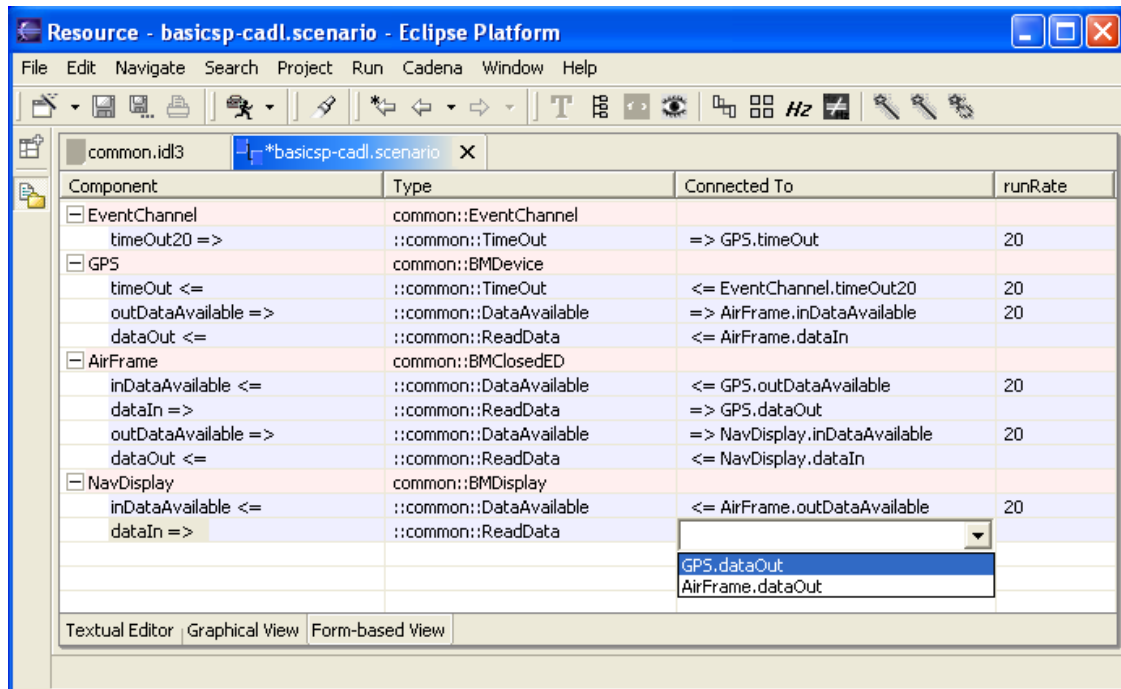 Resource - basicsp-cadl.scenario - Eclipse Platform
File Edit Navigate Search Project Run Cadena Window Help
T Hz
common.idl3 *basicsp-cadl.scenario
Component Type Connected To runRate
EventChannel common::EventChannel
timeOut20 => ::common::TimeOut => GPS.timeOut 20
GPS common::BMDevice
timeOut <= ::common::TimeOut <= EventChannel.timeOut20 20
outDataAvailable => ::common::DataAvailable => AirFrame.inDataAvailable 20
dataOut <= ::common::ReadData <= AirFrame.dataIn
AirFrame common::BMClosedED
inDataAvailable <= ::common::DataAvailable <= GPS.outDataAvailable 20
dataIn => ::common::ReadData => GPS.dataOut
outDataAvailable => ::common::DataAvailable => NavDisplay.inDataAvailable 20
dataOut <= ::common::ReadData <= NavDisplay.dataIn
NavDisplay common::BMDisplay
inDataAvailable <= ::common::DataAvailable <= AirFrame.outDataAvailable 20
dataIn => ::common::ReadData
GPS.dataOut
AirFrame.dataOut
Textual Editor Graphical View Form-based View